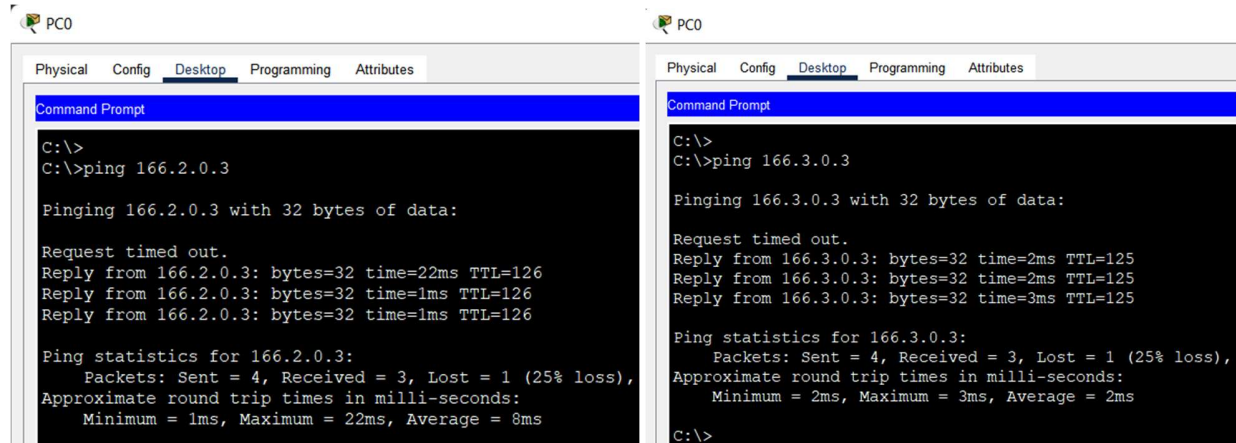 PC0
Physical Config Desktop Programming Attributes
Command Prompt
C:\>
C:\>ping 166.2.0.3
Pinging 166.2.0.3 with 32 bytes of data:
Request timed out.
Reply from 166.2.0.3: bytes=32 time=22ms TTL=126
Reply from 166.2.0.3: bytes=32 time=1ms TTL=126
Reply from 166.2.0.3: bytes=32 time=1ms TTL=126
Ping statistics for 166.2.0.3:
Packets: Sent = 4, Received = 3, Lost = 1 (25% loss),
Approximate round trip times in milli-seconds:
Minimum = 1ms, Maximum = 22ms, Average = 8ms
PC0
Physical Config Desktop Programming Attributes
Command Prompt
C:\>
C:\>ping 166.3.0.3
Pinging 166.3.0.3 with 32 bytes of data:
Request timed out.
Reply from 166.3.0.3: bytes=32 time=2ms TTL=125
Reply from 166.3.0.3: bytes=32 time=2ms TTL=125
Reply from 166.3.0.3: bytes=32 time=3ms TTL=125
Ping statistics for 166.3.0.3:
Packets: Sent = 4, Received = 3, Lost = 1 (25% loss),
Approximate round trip times in milli-seconds:
Minimum = 2ms, Maximum = 3ms, Average = 2ms
C:\>